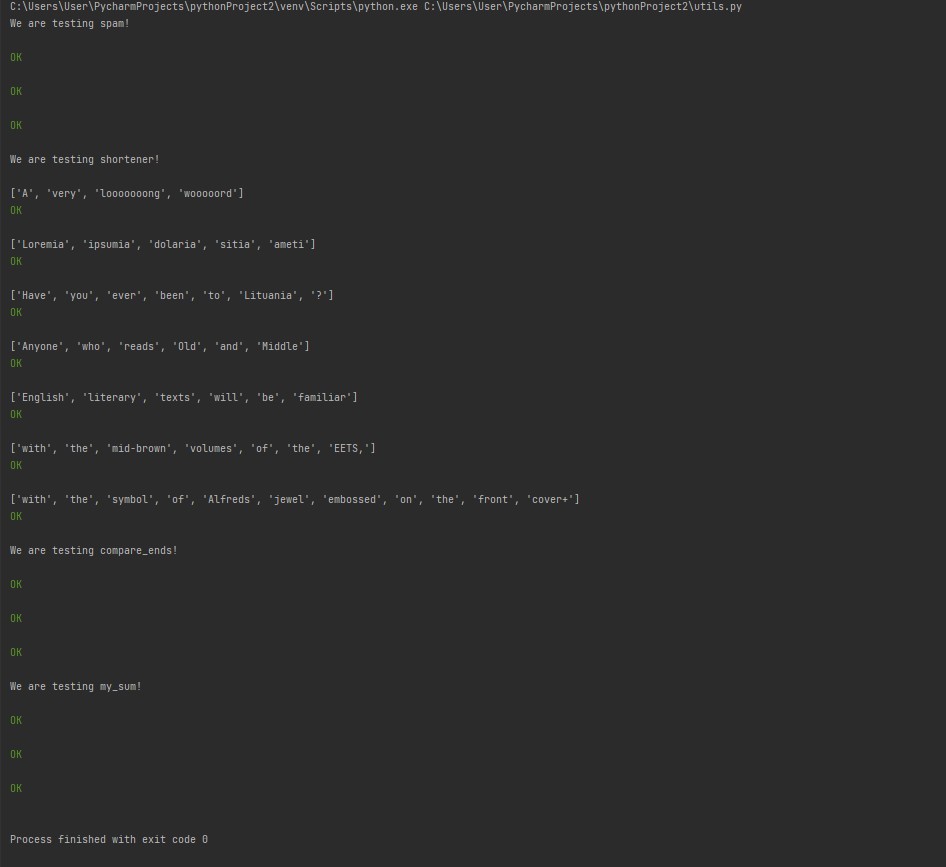 C:\Users\User\PycharmProjects\pythonProject2\venv\Scripts\python.exe C:\Users\User\PycharmProjects\pythonProject2\utils.py
We are testing spam!
OK
OK
OK
We are testing shortener!
['A', 'very', 'looooooong', 'wooooord']
OK
['Loremia', 'ipsumia', 'dolaria', 'sitia', 'ameti']
OK
['Have', 'you', 'ever', 'been', 'to', 'Lituania', '?']
OK
['Anyone', 'who', 'reads', 'Old', 'and', 'Middle']
OK
['English', 'literary', 'texts', 'will', 'be', 'familiar']
OK
['with', 'the', 'mid-brown', 'volumes', 'of', 'the', 'EETS,']
OK
['with', 'the', 'symbol', 'of', 'Alfreds', 'jewel', 'embossed', 'on', 'the', 'front', 'cover+']
OK
We are testing compare_ends!
OK
OK
OK
We are testing my_sum!
OK
OK
OK
Process finished with exit code 0